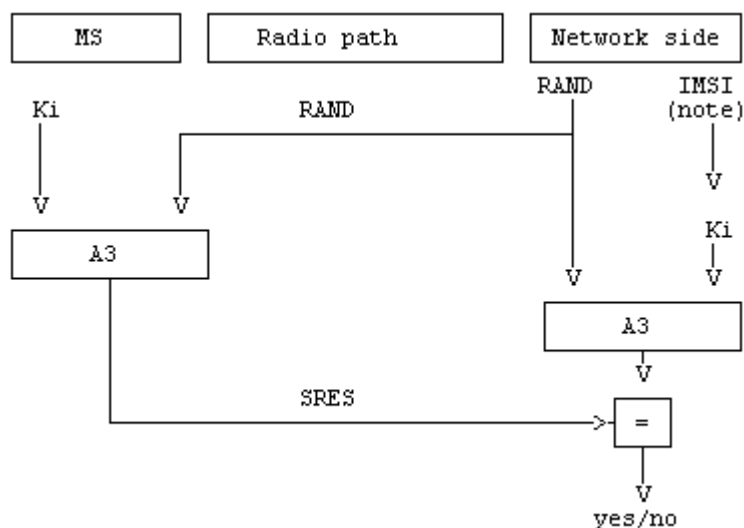 MS
Radio path
Network side
RAND
IMSI
(note)
Ki
RAND
Ki
A3
A3
SRES
=
yes/no